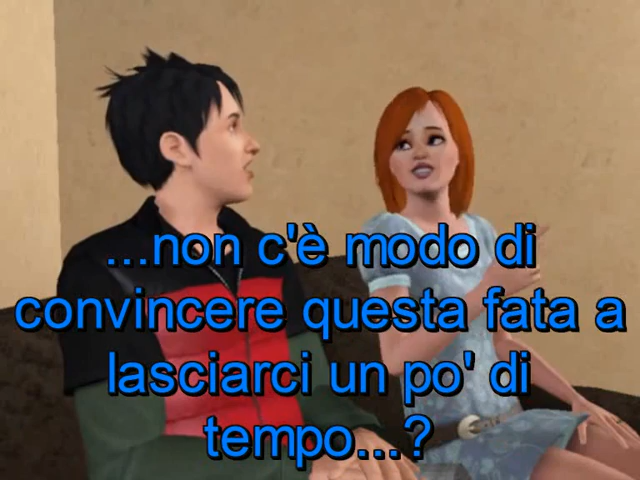 ...non c'è modo di
convincere questa fata a
lasciarci un po' di
tempo...?